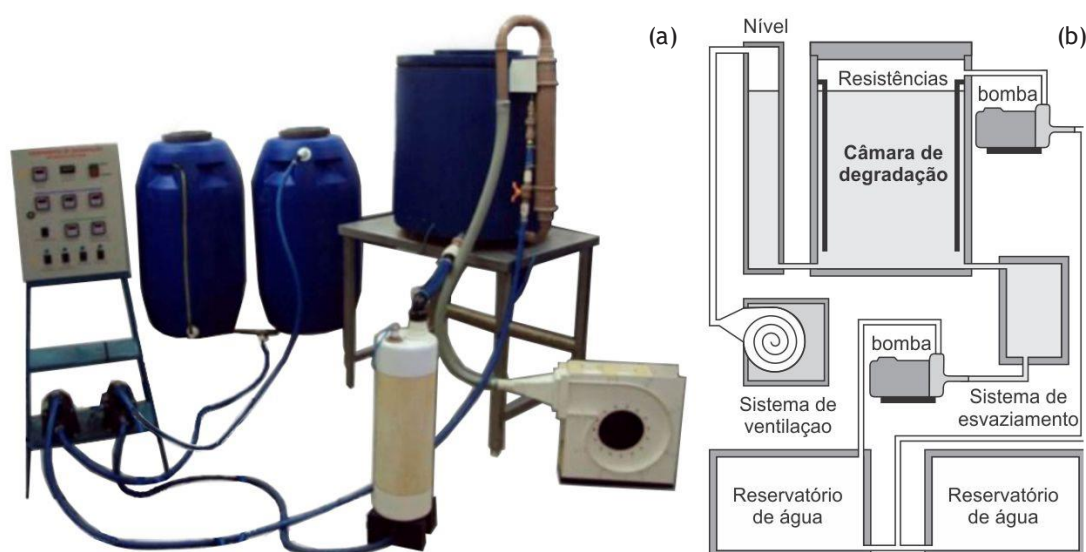 (a)
Nível
(b)
Resistências
bomba
Câmara de
degradação
bomba
Sistema de
ventilaçao
Sistema de
esvaziamento
Reservatório
de água
Reservatório
de água